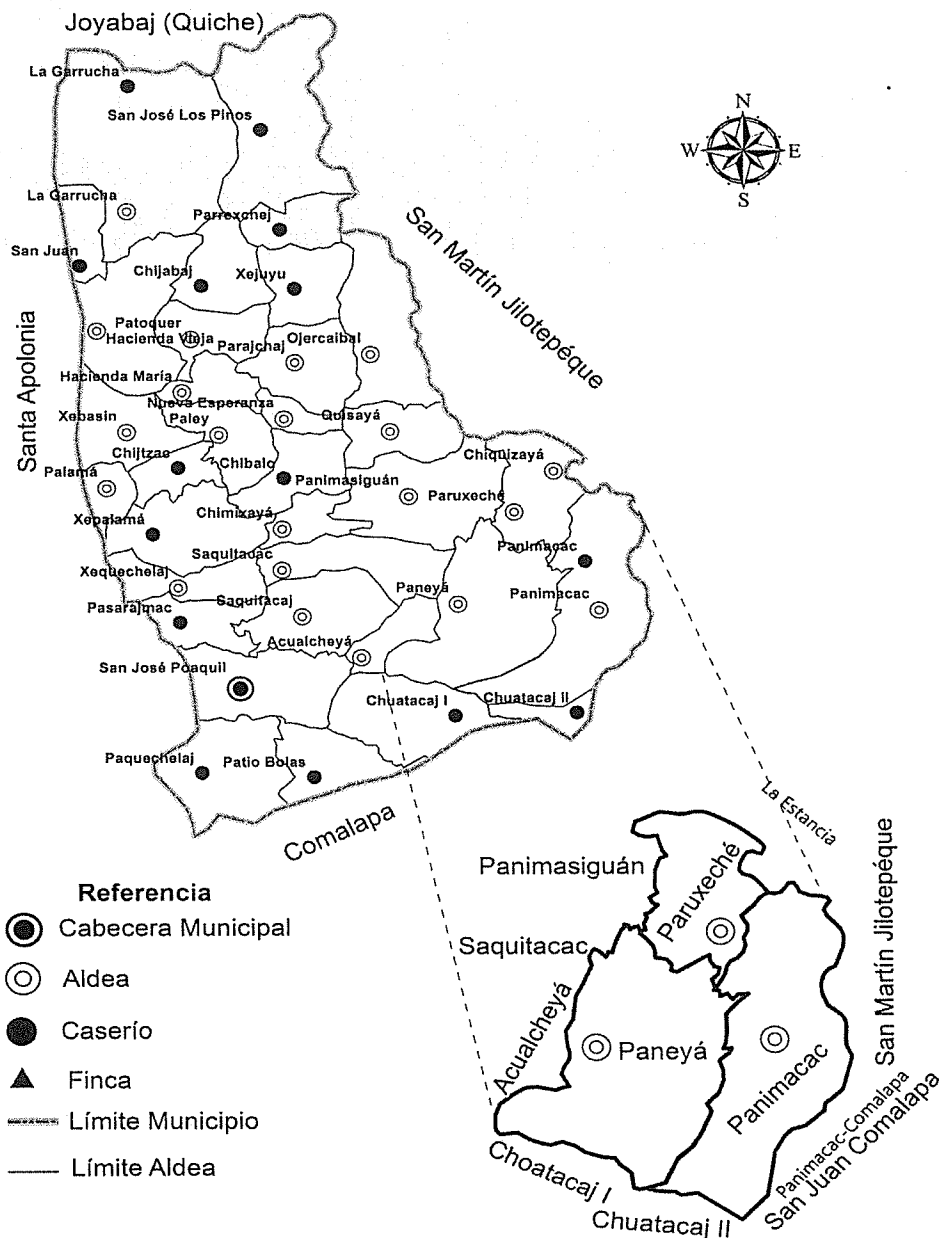 Joyabaj (Quiche)
La Garrucha
San José Los Pinos
N
W
E
S
La Garrucha
Parrexchej
San Martín Jilotepéque
San Juan
Chijabaj
Xejuyu
Santa Apolonia
Patoquer
Hacienda Vieja
Parajchaj
Ojercaibal
Hacienda María
Nueva Esperanza
Xebasin
Paley
Quisayá
Chijtzac
Chibalo
Chiquizayá
Palamá
Panimasiguán
Paruxeché
Chimixayá
Xepalamá
Saquitacac
Panimacac
Xequechelaj
Paneyá
Panimacac
Saquitacaj
Pasarajmac
Acualcheyá
San José Poaquil
Chuatacaj I
Chuatacaj ii
Paquechelaj
Patio Bolas
Comalapa
La Estancia
Panimasiguán
Paruxeché
San Martín Jilotepéque
Saquitacac
Acualcheyá
Paneyá
Panimacac
Choatacaj I
Chuatacaj II
Panimacac-Comalapa
San Juan Comalapa
Referencia
Cabecera Municipal
Aldea
Caserío
Finca
Límite Municipio
Límite Aldea